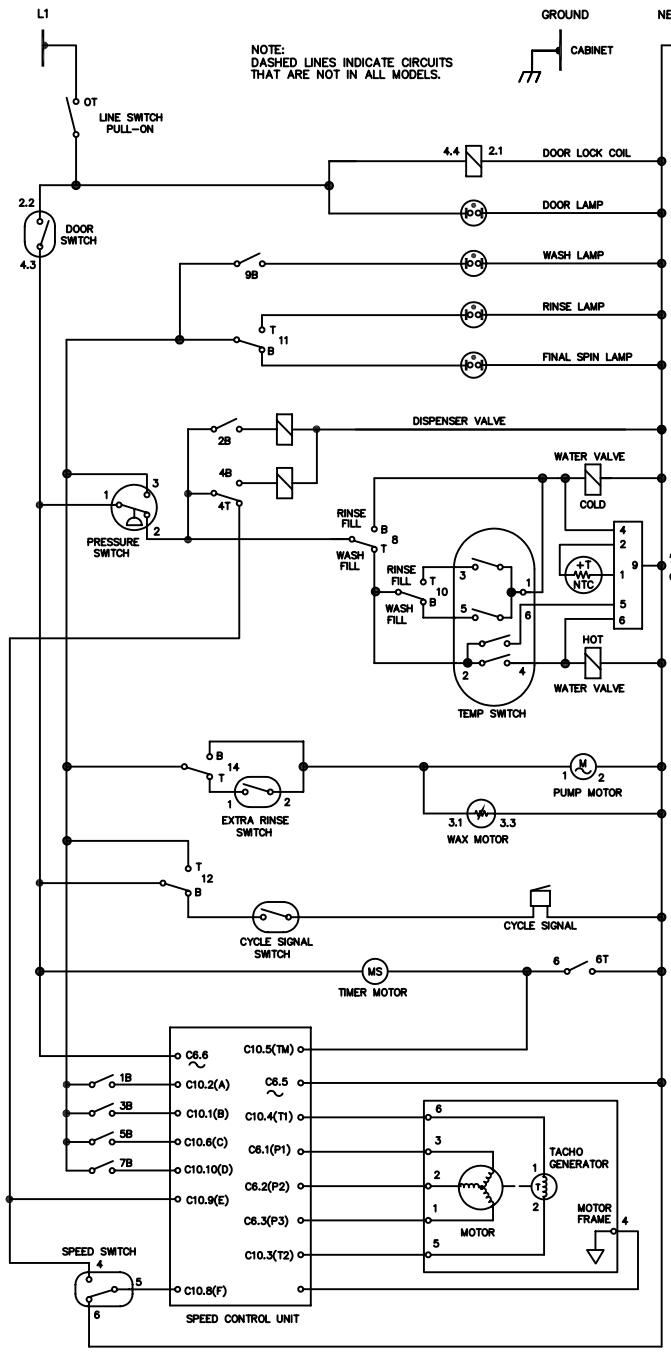 L1
GROUND
NE
NOTE:
DASHED LINES INDICATE CIRCUITS
THAT ARE NOT IN ALL MODELS.
CABINET
OT
LINE SWITCH
PULL-ON
4.4
2.1
DOOR LOCK COIL
2.2
DOOR
SWITCH
4.3
DOOR LAMP
WASH LAMP
9B
RINSE LAMP
T
11
B
FINAL SPIN LAMP
DISPENSER VALVE
2B
4B
4T
3
1
2
PRESSURE
SWITCH
WATER VALVE
COLD
RINSE
FILL
B
8
T
WASH
FILL
RINSE
FILL
T
10
B
WASH
FILL
3
1
5
6
2
4
TEMP SWITCH
4
2
+T
NTC
1
9
5
6
HOT
WATER VALVE
B
14
T
1
2
EXTRA RINSE
SWITCH
M
1
2
PUMP MOTOR
3.1
3.3
WAX MOTOR
T
12
B
CYCLE SIGNAL
SWITCH
CYCLE SIGNAL
MS
TIMER MOTOR
6
6T
C6.6
C10.5(TM)
1B
C10.2(A)
C6.5
3B
C10.1(B)
C10.4(T1)
5B
C10.6(C)
C6.1(P1)
7B
C10.10(D)
C6.2(P2)
C10.9(E)
C6.3(P3)
C10.3(T2)
C10.8(F)
SPEED CONTROL UNIT
SPEED SWITCH
4
5
6
6
3
2
1
5
MOTOR
TACHO
GENERATOR
1
T
2
MOTOR
FRAME
4